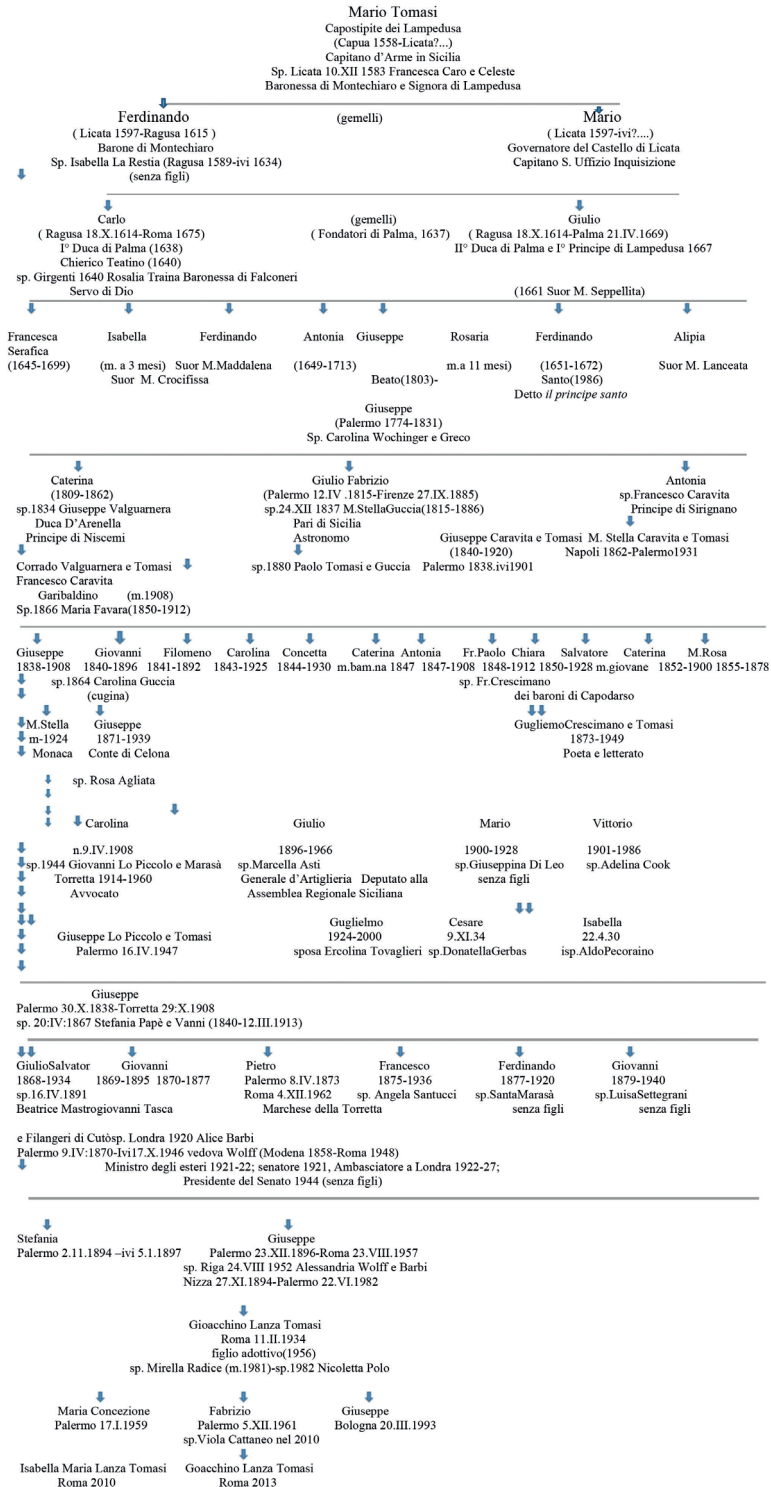 Mario Tomasi
Capostipite dei Lampedusa
(Capua 1558-Licata?...)
Capitano d'Arme in Sicilia
Sp. Licata 10.XII 1583 Francesca Caro e Celeste
Baronessa di Montechiaro e Signora di Lampedusa
Ferdinando (gemelli) Mario
( Licata 1597-Ragusa 1615 ) ( Licata 1597-ivi?....)
Barone di Montechiaro Governatore del Castello di Licata
Sp. Isabella La Restia (Ragusa 1589-ivi 1634) Capitano S. Uffizio Inquisizione
(senza figli)
Carlo (gemelli) Giulio
( Ragusa 18.X.1614-Roma 1675) ( Fondatori di Palma, 1637) ( Ragusa 18.X.1614-Palma 21.IV.1669)
I° Duca di Palma (1638) II° Duca di Palma e I° Principe di Lampedusa 1667
Chierico Teatino (1640)
sp. Girgenti 1640 Rosalia Traina Baronessa di Falconeri
Servo di Dio (1661 Suor M. Seppellita)
Francesca Isabella Ferdinando Antonia Giuseppe Rosaria Ferdinando Alipia
Serafica
(1645-1699) (m. a 3 mesi) Suor M.Maddalena (1649-1713) m.a 11 mesi) (1651-1672) Suor M. Lanceata
Suor M. Crocifissa Beato(1803)- Santo(1986)
Detto il principe santo
Giuseppe
(Palermo 1774-1831)
Sp. Carolina Wochinger e Greco
Caterina Giulio Fabrizio Antonia
(1809-1862) (Palermo 12.IV .1815-Firenze 27.IX.1885) sp.Francesco Caravita
sp.1834 Giuseppe Valguarnera sp.24.XII 1837 M.StellaGuccia(1815-1886) Principe di Sirignano
Duca D'Arenella Pari di Sicilia
Principe di Niscemi Astronomo Giuseppe Caravita e Tomasi M. Stella Caravita e Tomasi
(1840-1920) Napoli 1862-Palermo1931
Corrado Valguarnera e Tomasi sp.1880 Paolo Tomasi e Guccia Palermo 1838.ivi1901
Francesco Caravita
Garibaldino (m.1908)
Sp.1866 Maria Favara(1850-1912)
Giuseppe Giovanni Filomeno Carolina Concetta Caterina Antonia Fr.Paolo Chiara Salvatore Caterina M.Rosa
1838-1908 1840-1896 1841-1892 1843-1925 1844-1930 m.bam.na 1847 1847-1908 1848-1912 1850-1928 m.giovane 1852-1900 1855-1878
sp.1864 Carolina Guccia sp. Fr.Crescimano
(cugina) dei baroni di Capodarso
M.Stella Giuseppe GugliemoCrescimano e Tomasi
m-1924 1871-1939 1873-1949
Monaca Conte di Celona Poeta e letterato
sp. Rosa Agliata
Carolina Giulio Mario Vittorio
n.9.IV.1908 1896-1966 1900-1928 1901-1986
sp.1944 Giovanni Lo Piccolo e Marasà sp.Marcella Asti sp.Giuseppina Di Leo sp.Adelina Cook
Torretta 1914-1960 Generale d'Artiglieria Deputato alla senza figli
Avvocato Assemblea Regionale Siciliana
Guglielmo Cesare Isabella
Giuseppe Lo Piccolo e Tomasi 1924-2000 9.XI.34 22.4.30
Palermo 16.IV.1947 sposa Ercolina Tovaglieri sp.DonatellaGerbas isp.AldoPecoraino
Giuseppe
Palermo 30.X.1838-Torretta 29:X.1908
sp. 20:IV:1867 Stefania Papè e Vanni (1840-12.III.1913)
GiulioSalvator Giovanni Pietro Francesco Ferdinando Giovanni
1868-1934 1869-1895 1870-1877 Palermo 8.IV.1873 1875-1936 1877-1920 1879-1940
sp.16.IV.1891 Roma 4.XII.1962 sp. Angela Santucci sp.SantaMarasà sp.LuisaSettegrani
Beatrice Mastrogiovanni Tasca Marchese della Torretta senza figli senza figli
e Filangeri di Cutòsp. Londra 1920 Alice Barbi
Palermo 9.IV:1870-Ivi17.X.1946 vedova Wolff (Modena 1858-Roma 1948)
Ministro degli esteri 1921-22; senatore 1921, Ambasciatore a Londra 1922-27;
Presidente del Senato 1944 (senza figli)
Stefania Giuseppe
Palermo 2.11.1894 –ivi 5.1.1897 Palermo 23.XII.1896-Roma 23.VIII.1957
sp. Riga 24.VIII 1952 Alessandria Wolff e Barbi
Nizza 27.XI.1894-Palermo 22.VI.1982
Gioacchino Lanza Tomasi
Roma 11.II.1934
figlio adottivo(1956)
sp. Mirella Radice (m.1981)-sp.1982 Nicoletta Polo
Maria Concezione Fabrizio Giuseppe
Palermo 17.I.1959 Palermo 5.XII.1961 Bologna 20.III.1993
sp.Viola Cattaneo nel 2010
Isabella Maria Lanza Tomasi Goacchino Lanza Tomasi
Roma 2010 Roma 2013